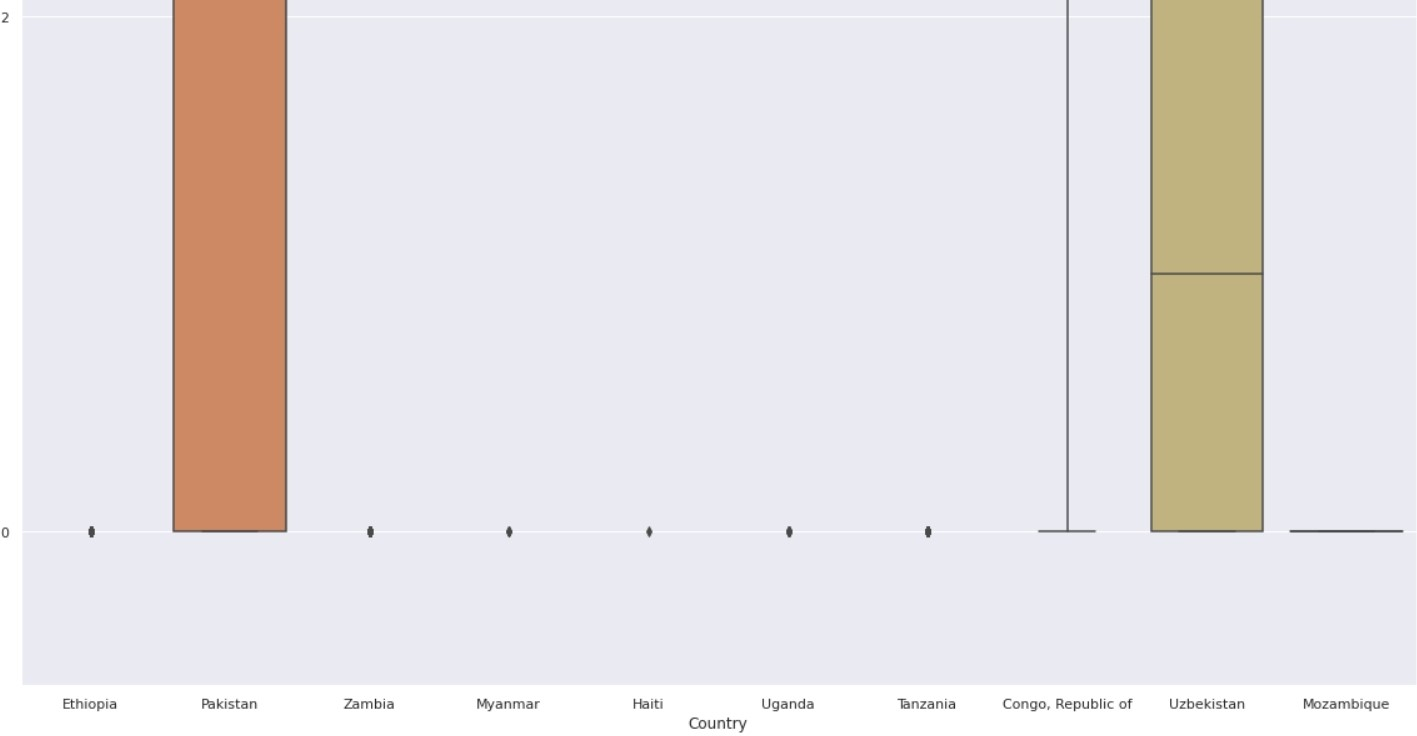 2
0
Ethiopia Pakistan Zambia Myanmar Haiti Uganda Tanzania Congo, Republic of Uzbekistan Mozambique
Country